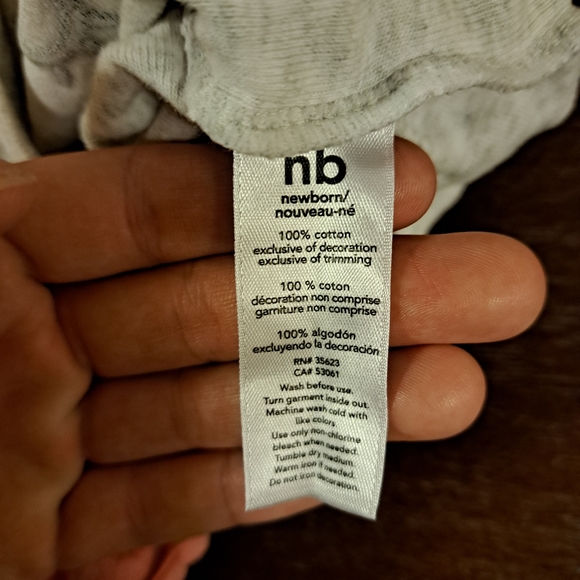 nb
newborn/
nouveau-né
100% cotton
exclusive of decoration
exclusive of trimming
100 % coton
décoration non comprise
garniture non comprise
100% algodón
excluyendo la decoración
RN# 35623
CA# 53061
Wash before use.
Turn garment inside out.
Machine wash cold with
like colors
Use only non-chlorine
bleach when needed.
Tumble dry medium.
Warm iron if needed.
Do not iron decoration.